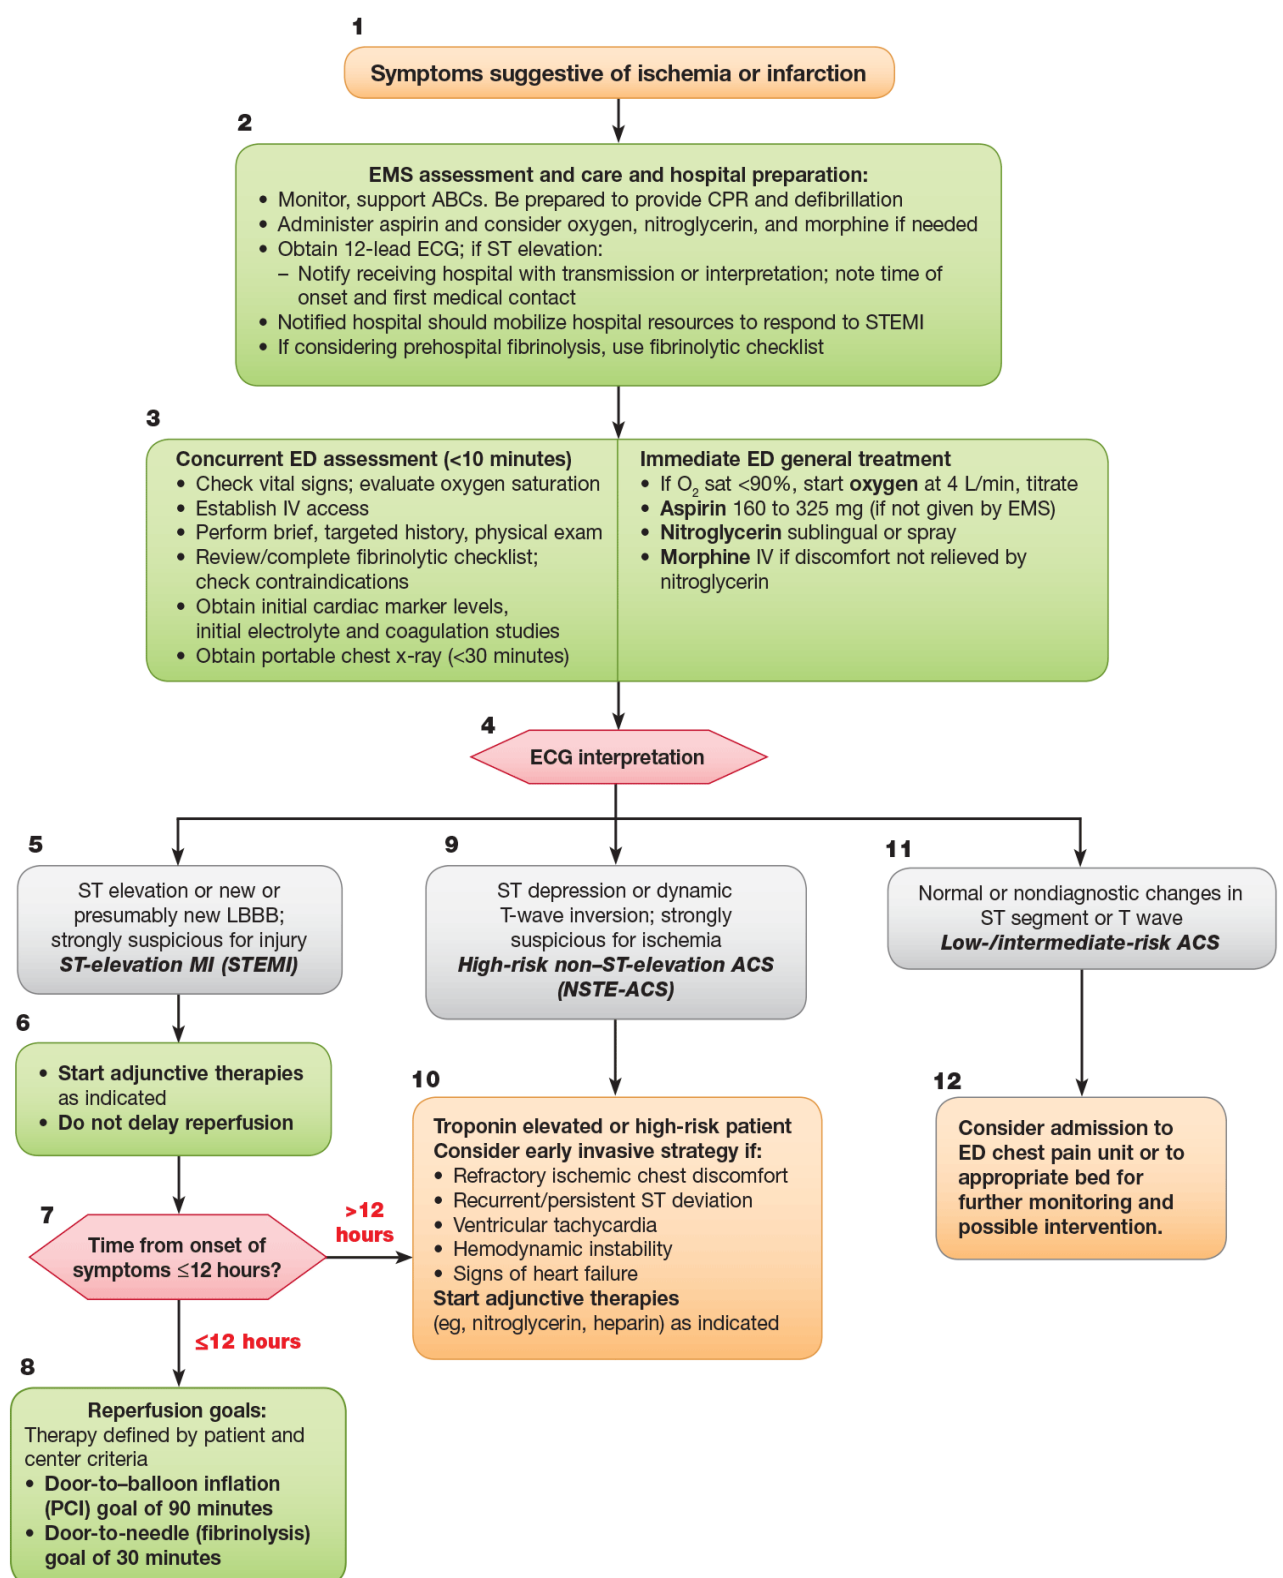 1
Symptoms suggestive of ischemia or infarction
2
EMS assessment and care and hospital preparation:
• Monitor, support ABCs. Be prepared to provide CPR and defibrillation
• Administer aspirin and consider oxygen, nitroglycerin, and morphine if needed
• Obtain 12-lead ECG; if ST elevation:
– Notify receiving hospital with transmission or interpretation; note time of
onset and first medical contact
• Notified hospital should mobilize hospital resources to respond to STEMI
• If considering prehospital fibrinolysis, use fibrinolytic checklist
3
Concurrent ED assessment (<10 minutes)
• Check vital signs; evaluate oxygen saturation
• Establish IV access
• Perform brief, targeted history, physical exam
• Review/complete fibrinolytic checklist;
check contraindications
• Obtain initial cardiac marker levels,
initial electrolyte and coagulation studies
• Obtain portable chest x-ray (<30 minutes)
Immediate ED general treatment
• If O₂ sat <90%, start oxygen at 4 L/min, titrate
• Aspirin 160 to 325 mg (if not given by EMS)
• Nitroglycerin sublingual or spray
• Morphine IV if discomfort not relieved by
nitroglycerin
4
ECG interpretation
5
ST elevation or new or
presumably new LBBB;
strongly suspicious for injury
ST-elevation MI (STEMI)
9
ST depression or dynamic
T-wave inversion; strongly
suspicious for ischemia
High-risk non–ST-elevation ACS
(NSTE-ACS)
11
Normal or nondiagnostic changes in
ST segment or T wave
Low-/intermediate-risk ACS
6
• Start adjunctive therapies
as indicated
• Do not delay reperfusion
7
Time from onset of
symptoms ≤12 hours?
>12
hours
≤12 hours
8
Reperfusion goals:
Therapy defined by patient and
center criteria
• Door-to–balloon inflation
(PCI) goal of 90 minutes
• Door-to-needle (fibrinolysis)
goal of 30 minutes
10
Troponin elevated or high-risk patient
Consider early invasive strategy if:
• Refractory ischemic chest discomfort
• Recurrent/persistent ST deviation
• Ventricular tachycardia
• Hemodynamic instability
• Signs of heart failure
Start adjunctive therapies
(eg, nitroglycerin, heparin) as indicated
12
Consider admission to
ED chest pain unit or to
appropriate bed for
further monitoring and
possible intervention.